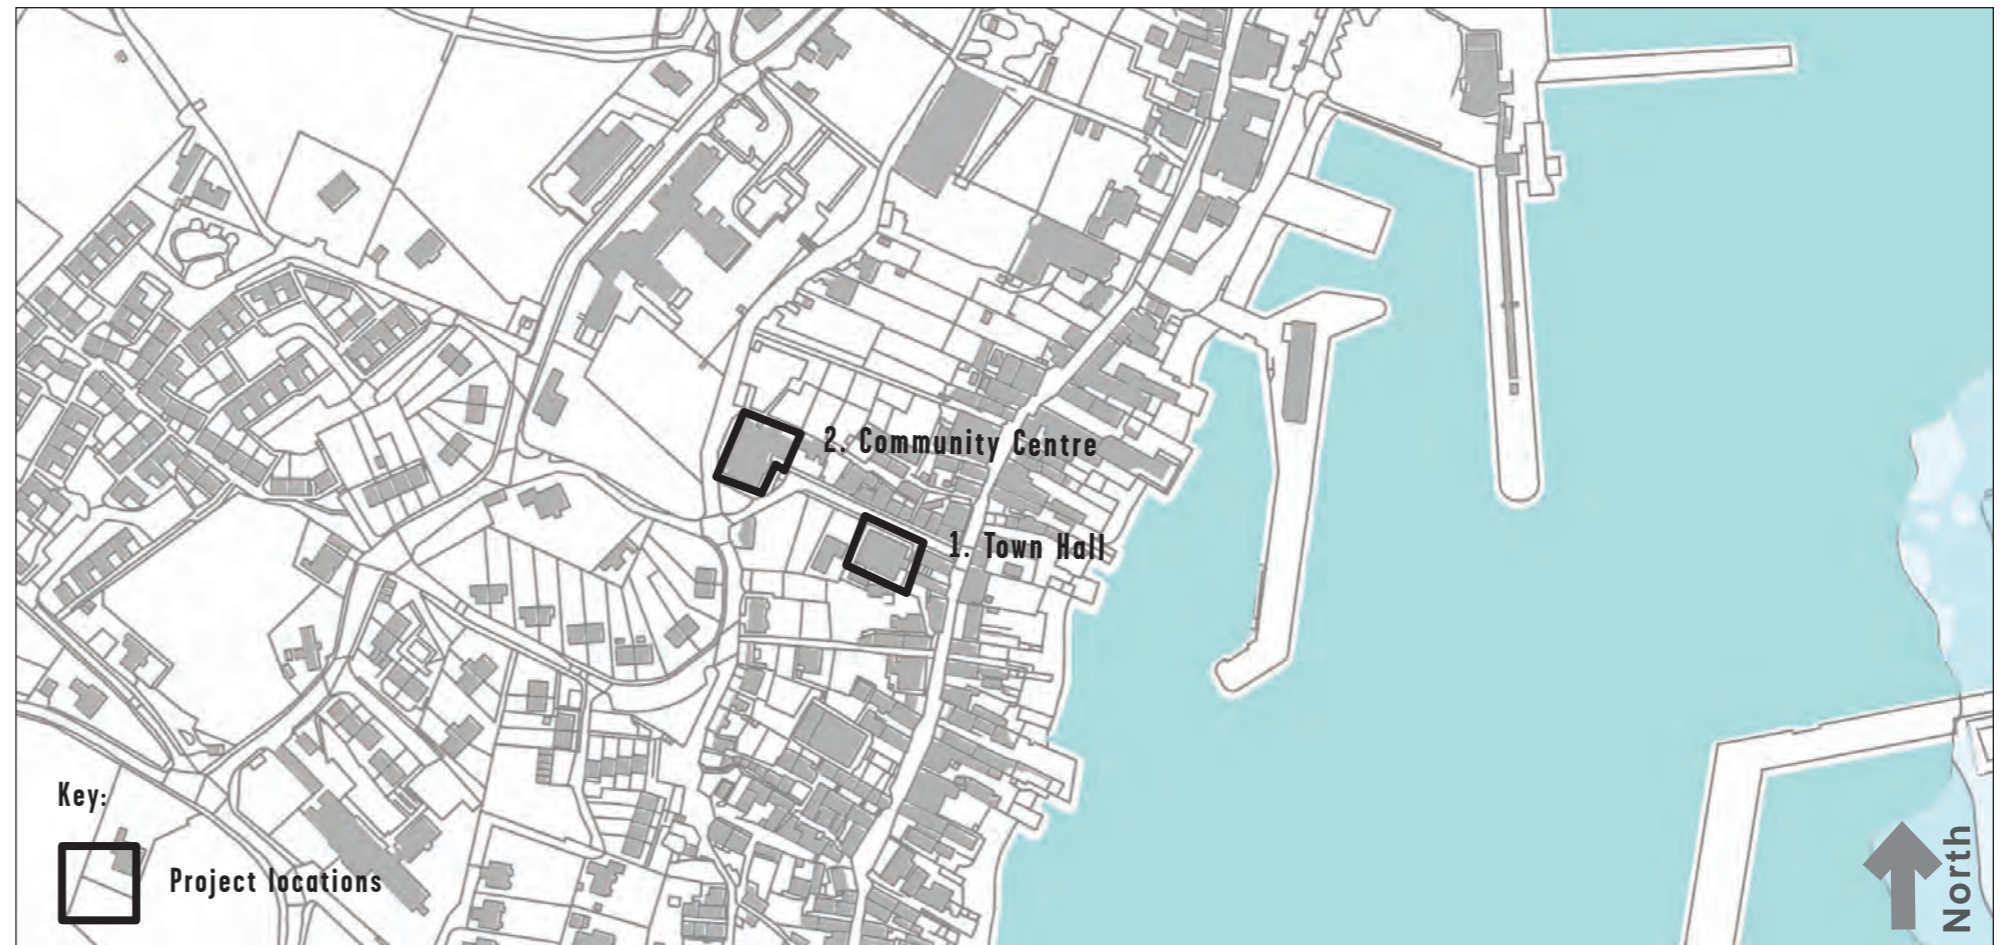 2. Community Centre
1. Town Hall
Key:
Project locations
North